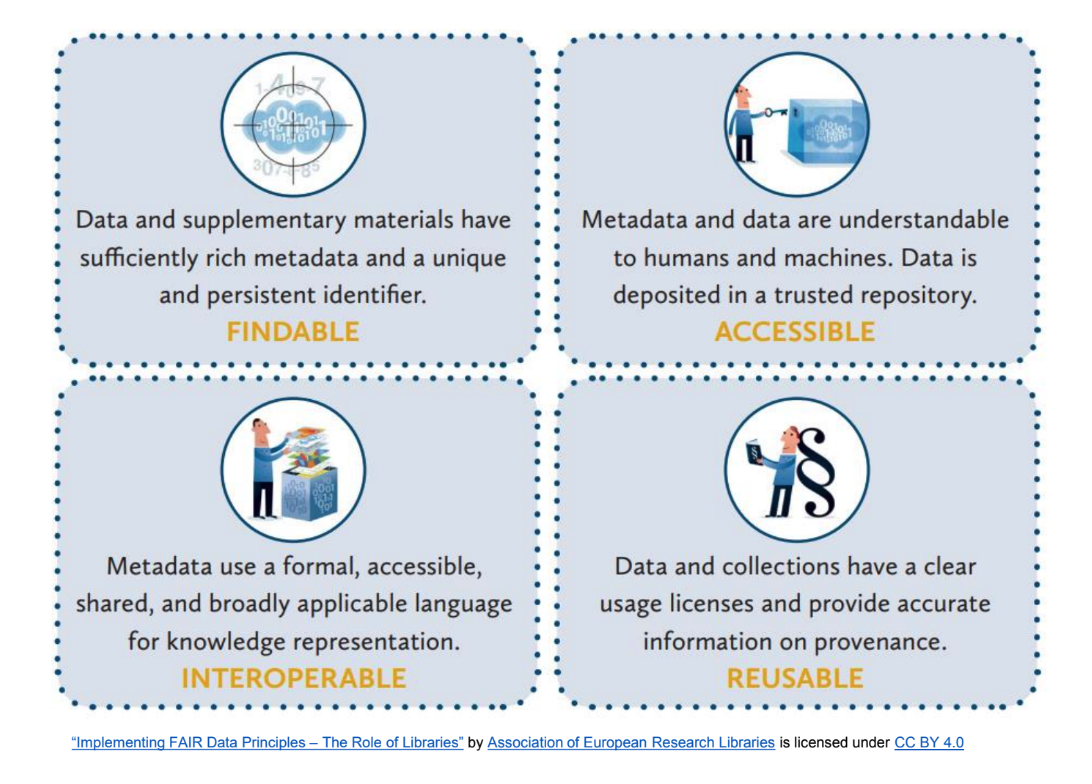 Data and supplementary materials have
sufficiently rich metadata and a unique
and persistent identifier.
FINDABLE
Metadata and data are understandable
to humans and machines. Data is
deposited in a trusted repository.
ACCESSIBLE
Metadata use a formal, accessible,
shared, and broadly applicable language
for knowledge representation.
INTEROPERABLE
Data and collections have a clear
usage licenses and provide accurate
information on provenance.
REUSABLE
“Implementing FAIR Data Principles – The Role of Libraries” by Association of European Research Libraries is licensed under CC BY 4.0